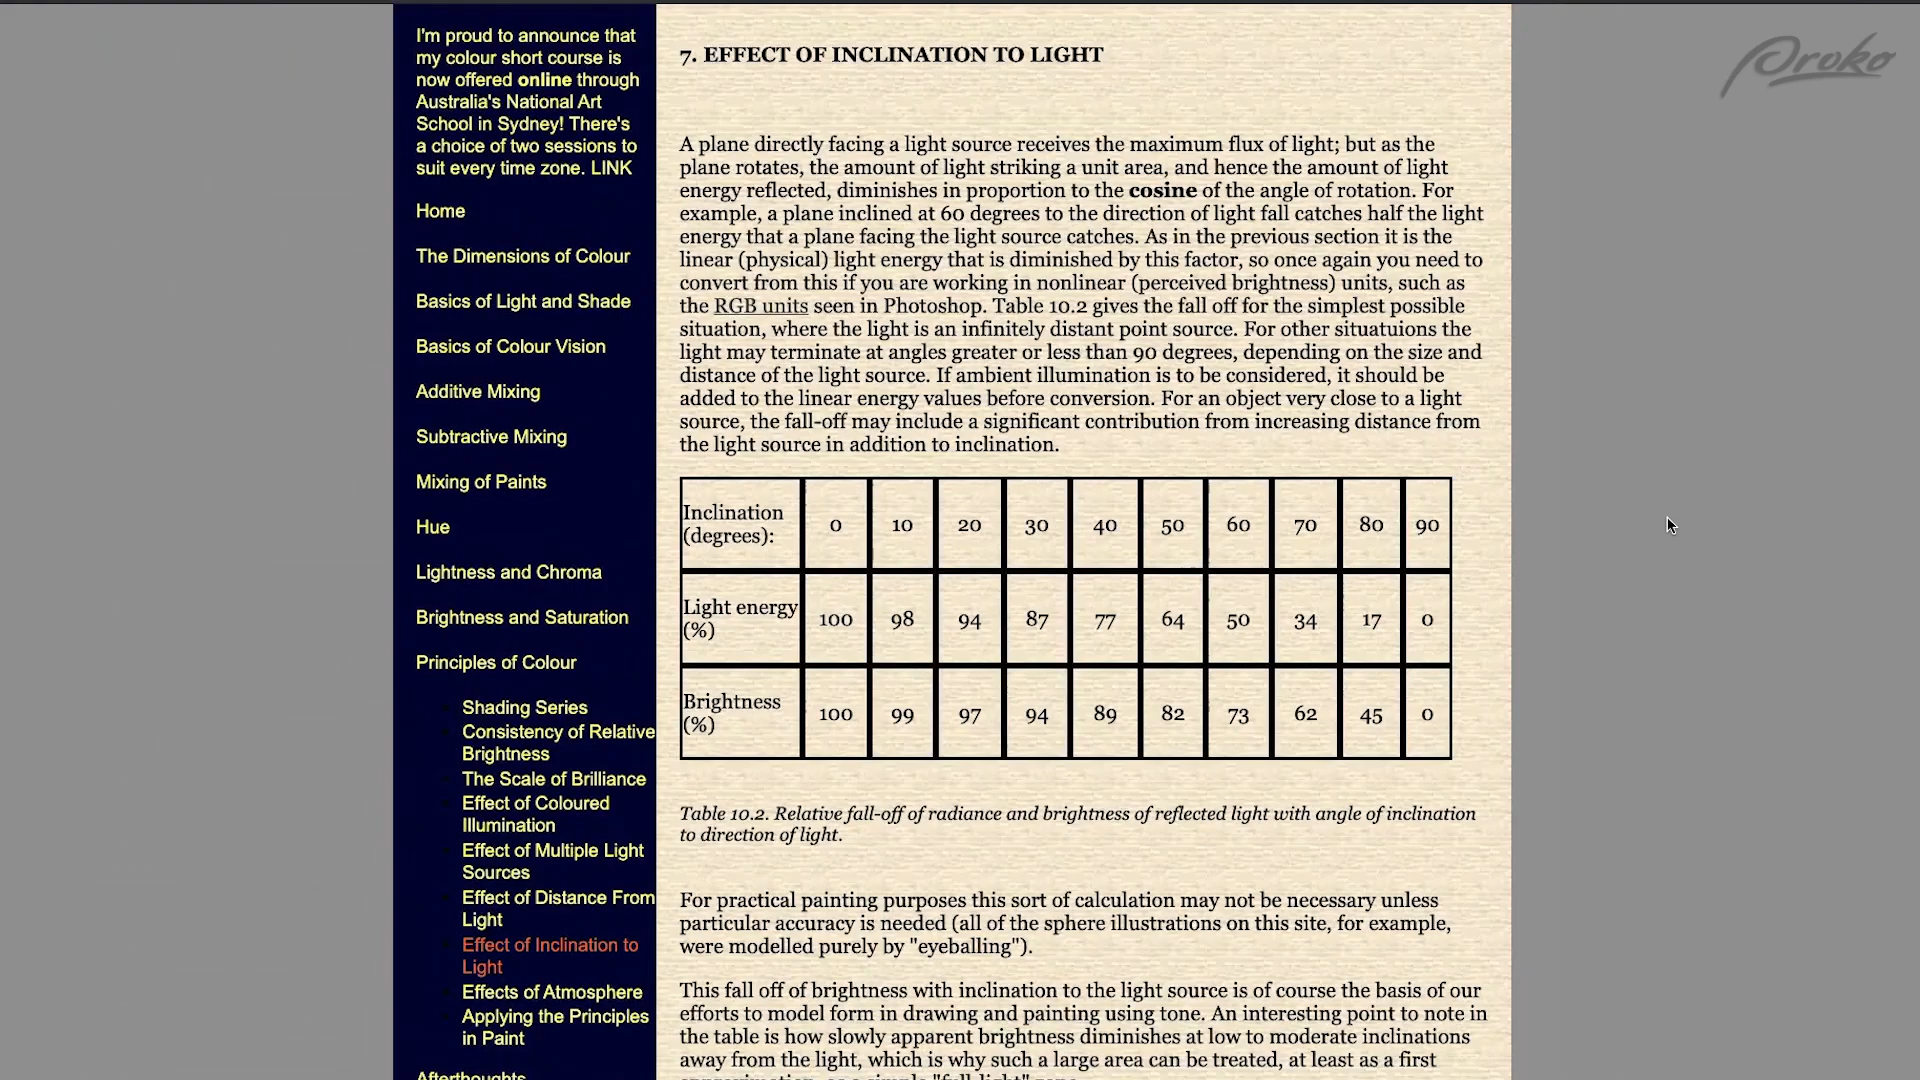 I'm proud to announce that
my colour short course is
now offered online through
Australia's National Art
School in Sydney! There's
a choice of two sessions to
suit every time zone. LINK
Home
The Dimensions of Colour
Basics of Light and Shade
Basics of Colour Vision
Additive Mixing
Subtractive Mixing
Mixing of Paints
Hue
Lightness and Chroma
Brightness and Saturation
Principles of Colour
Shading Series
Consistency of Relative
Brightness
The Scale of Brilliance
Effect of Coloured
Illumination
Effect of Multiple Light
Sources
Effect of Distance From
Light
Effect of Inclination to
Light
Effects of Atmosphere
Applying the Principles
in Paint
Afterthoughts
7. EFFECT OF INCLINATION TO LIGHT
A plane directly facing a light source receives the maximum flux of light; but as the
plane rotates, the amount of light striking a unit area, and hence the amount of light
energy reflected, diminishes in proportion to the cosine of the angle of rotation. For
example, a plane inclined at 60 degrees to the direction of light fall catches half the light
energy that a plane facing the light source catches. As in the previous section it is the
linear (physical) light energy that is diminished by this factor, so once again you need to
convert from this if you are working in nonlinear (perceived brightness) units, such as
the RGB units seen in Photoshop. Table 10.2 gives the fall off for the simplest possible
situation, where the light is an infinitely distant point source. For other situatuions the
light may terminate at angles greater or less than 90 degrees, depending on the size and
distance of the light source. If ambient illumination is to be considered, it should be
added to the linear energy values before conversion. For an object very close to a light
source, the fall-off may include a significant contribution from increasing distance from
the light source in addition to inclination.
Inclination (degrees): 0 10 20 30 40 50 60 70 80 90
Light energy (%) 100 98 94 87 77 64 50 34 17 0
Brightness (%) 100 99 97 94 89 82 73 62 45 0
Table 10.2. Relative fall-off of radiance and brightness of reflected light with angle of inclination
to direction of light.
For practical painting purposes this sort of calculation may not be necessary unless
particular accuracy is needed (all of the sphere illustrations on this site, for example,
were modelled purely by "eyeballing").
This fall off of brightness with inclination to the light source is of course the basis of our
efforts to model form in drawing and painting using tone. An interesting point to note in
the table is how slowly apparent brightness diminishes at low to moderate inclinations
away from the light, which is why such a large area can be treated, at least as a first
Proko